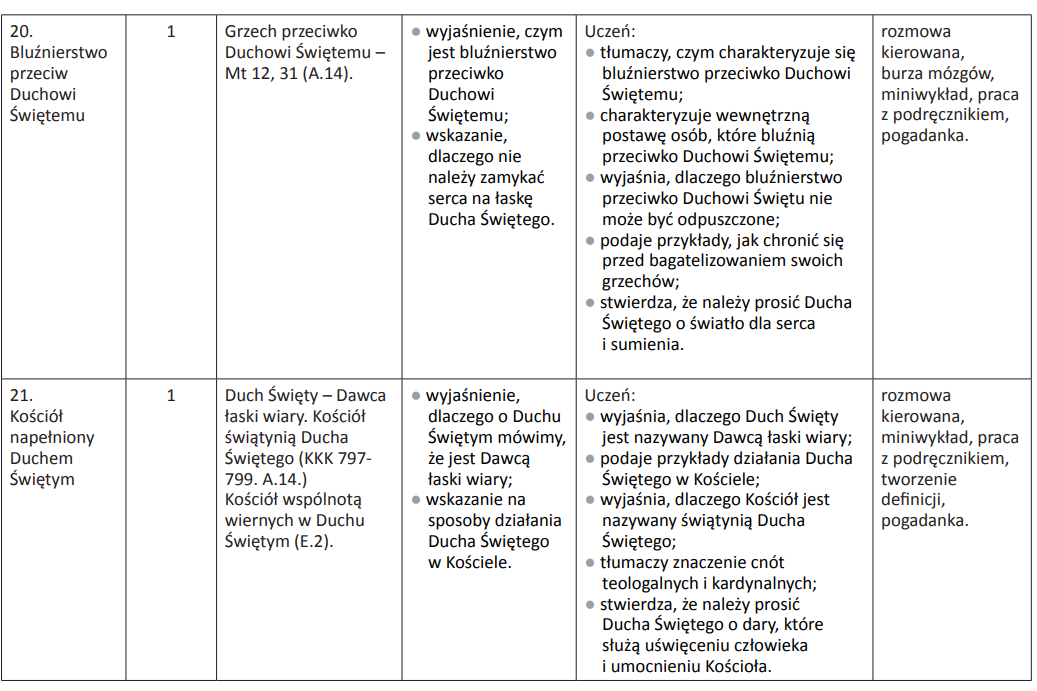 20.
Bluźnierstwo
przeciw
Duchowi
Świętemu
1
Grzech przeciwko
Duchowi Świętemu –
Mt 12, 31 (A.14).
● wyjaśnienie, czym
jest bluźnierstwo
przeciwko
Duchowi
Świętemu;
● wskazanie,
dlaczego nie
należy zamykać
serca na łaskę
Ducha Świętego.
Uczeń:
● tłumaczy, czym charakteryzuje się
bluźnierstwo przeciwko Duchowi
Świętemu;
● charakteryzuje wewnętrzną
postawę osób, które bluźnią
przeciwko Duchowi Świętemu;
● wyjaśnia, dlaczego bluźnierstwo
przeciwko Duchowi Świętu nie
może być odpuszczone;
● podaje przykłady, jak chronić się
przed bagatelizowaniem swoich
grzechów;
● stwierdza, że należy prosić Ducha
Świętego o światło dla serca
i sumienia.
rozmowa
kierowana,
burza mózgów,
miniwykład, praca
z podręcznikiem,
pogadanka.
21.
Kościół
napełniony
Duchem
Świętym
1
Duch Święty – Dawca
łaski wiary. Kościół
świątynią Ducha
Świętego (KKK 797-
799. A.14.)
Kościół wspólnotą
wiernych w Duchu
Świętym (E.2).
● wyjaśnienie,
dlaczego o Duchu
Świętym mówimy,
że jest Dawcą
łaski wiary;
● wskazanie na
sposoby działania
Ducha Świętego
w Kościele.
Uczeń:
● wyjaśnia, dlaczego Duch Święty
jest nazywany Dawcą łaski wiary;
● podaje przykłady działania Ducha
Świętego w Kościele;
● wyjaśnia, dlaczego Kościół jest
nazywany świątynią Ducha
Świętego;
● tłumaczy znaczenie cnót
teologalnych i kardynalnych;
● stwierdza, że należy prosić
Ducha Świętego o dary, które
służą uświęceniu człowieka
i umocnieniu Kościoła.
rozmowa
kierowana,
miniwykład, praca
z podręcznikiem,
tworzenie
definicji,
pogadanka.